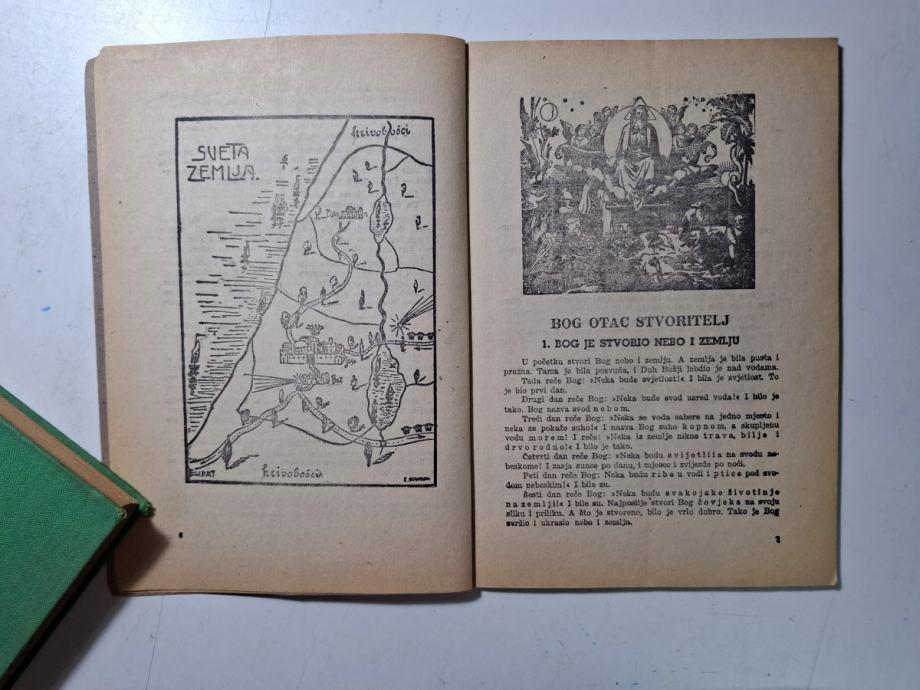 SVETA
ZEMLJA.
krivobošci
EGIPAT
krivobošci
6
BOG OTAC STVORITELJ
1. BOG JE STVORIO NEBO I ZEMLJU
U početku stvori Bog nebo i zemlju. A zemlja je bila pusta i
prazna. Tama je bila posvuda, i Duh Božji lebdio je nad vodama.
Tada reče Bog: »Neka bude svjetlost!« I bila je svjetlost. To
je bio prvi dan.
Drugi dan reče Bog: »Neka bude svod usred voda!« I bilo je
tako. Bog nazva svod nebom.
Treći dan reče Bog: »Neka se voda sabere na jedno mjesto i
neka se pokaže suho!« I nazva Bog suho kopnom, a skupljenu
vodu morem! I reče: »Neka iz zemlje nikne trava, bilje i
drvo rodno!« I bilo je tako.
Četvrti dan reče Bog: »Neka budu svijetlila na svodu ne-
beskome! I zasja sunce po danu, i mjesec i zvijezde po noći.
Peti dan reče Bog: Neka budu ribe u vodi i ptice pod svo-
dom nebeskim!« I bile su.
Šesti dan reče Bog: »Neka budu svakojake životinje
na zemlji!« I bile su. Najposlije stvori Bog čovjeka na svoju
sliku i priliku. A što je stvoreno, bilo je vrlo dobro. Tako je Bog
svršio i ukrasio nebo i zemlju.
7